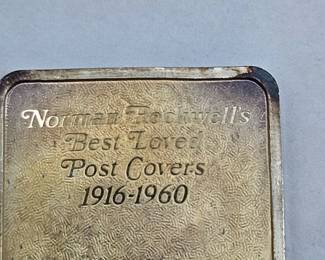 Norman Rockwell's
Best Loved
Post Covers
1916-1960